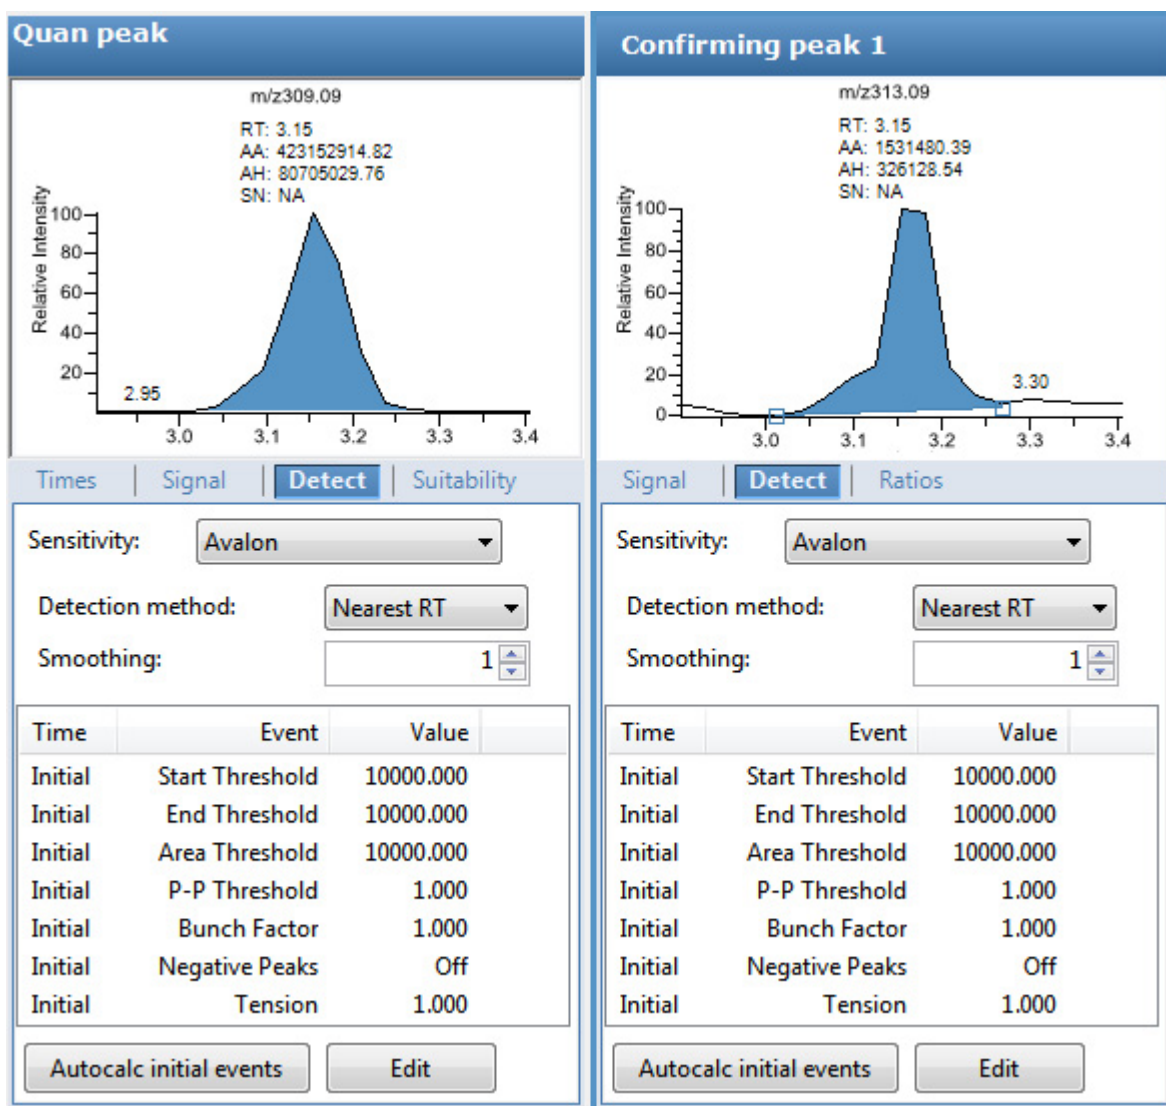 Quan peak
m/z309.09
RT: 3.15
AA: 423152914.82
AH: 80705029.76
SN: NA
Relative Intensity
100
80
60
40
20
2.95
3.0 3.1 3.2 3.3 3.4
Times Signal Detect Suitability
Sensitivity: Avalon
Detection method: Nearest RT
Smoothing: 1
Time Event Value
Initial Start Threshold 10000.000
Initial End Threshold 10000.000
Initial Area Threshold 10000.000
Initial P-P Threshold 1.000
Initial Bunch Factor 1.000
Initial Negative Peaks Off
Initial Tension 1.000
Autocalc initial events Edit
Confirming peak 1
m/z313.09
RT: 3.15
AA: 1531480.39
AH: 326128.54
SN: NA
Relative Intensity
100
80
60
40
20
0
3.30
3.0 3.1 3.2 3.3 3.4
Signal Detect Ratios
Sensitivity: Avalon
Detection method: Nearest RT
Smoothing: 1
Time Event Value
Initial Start Threshold 10000.000
Initial End Threshold 10000.000
Initial Area Threshold 10000.000
Initial P-P Threshold 1.000
Initial Bunch Factor 1.000
Initial Negative Peaks Off
Initial Tension 1.000
Autocalc initial events Edit